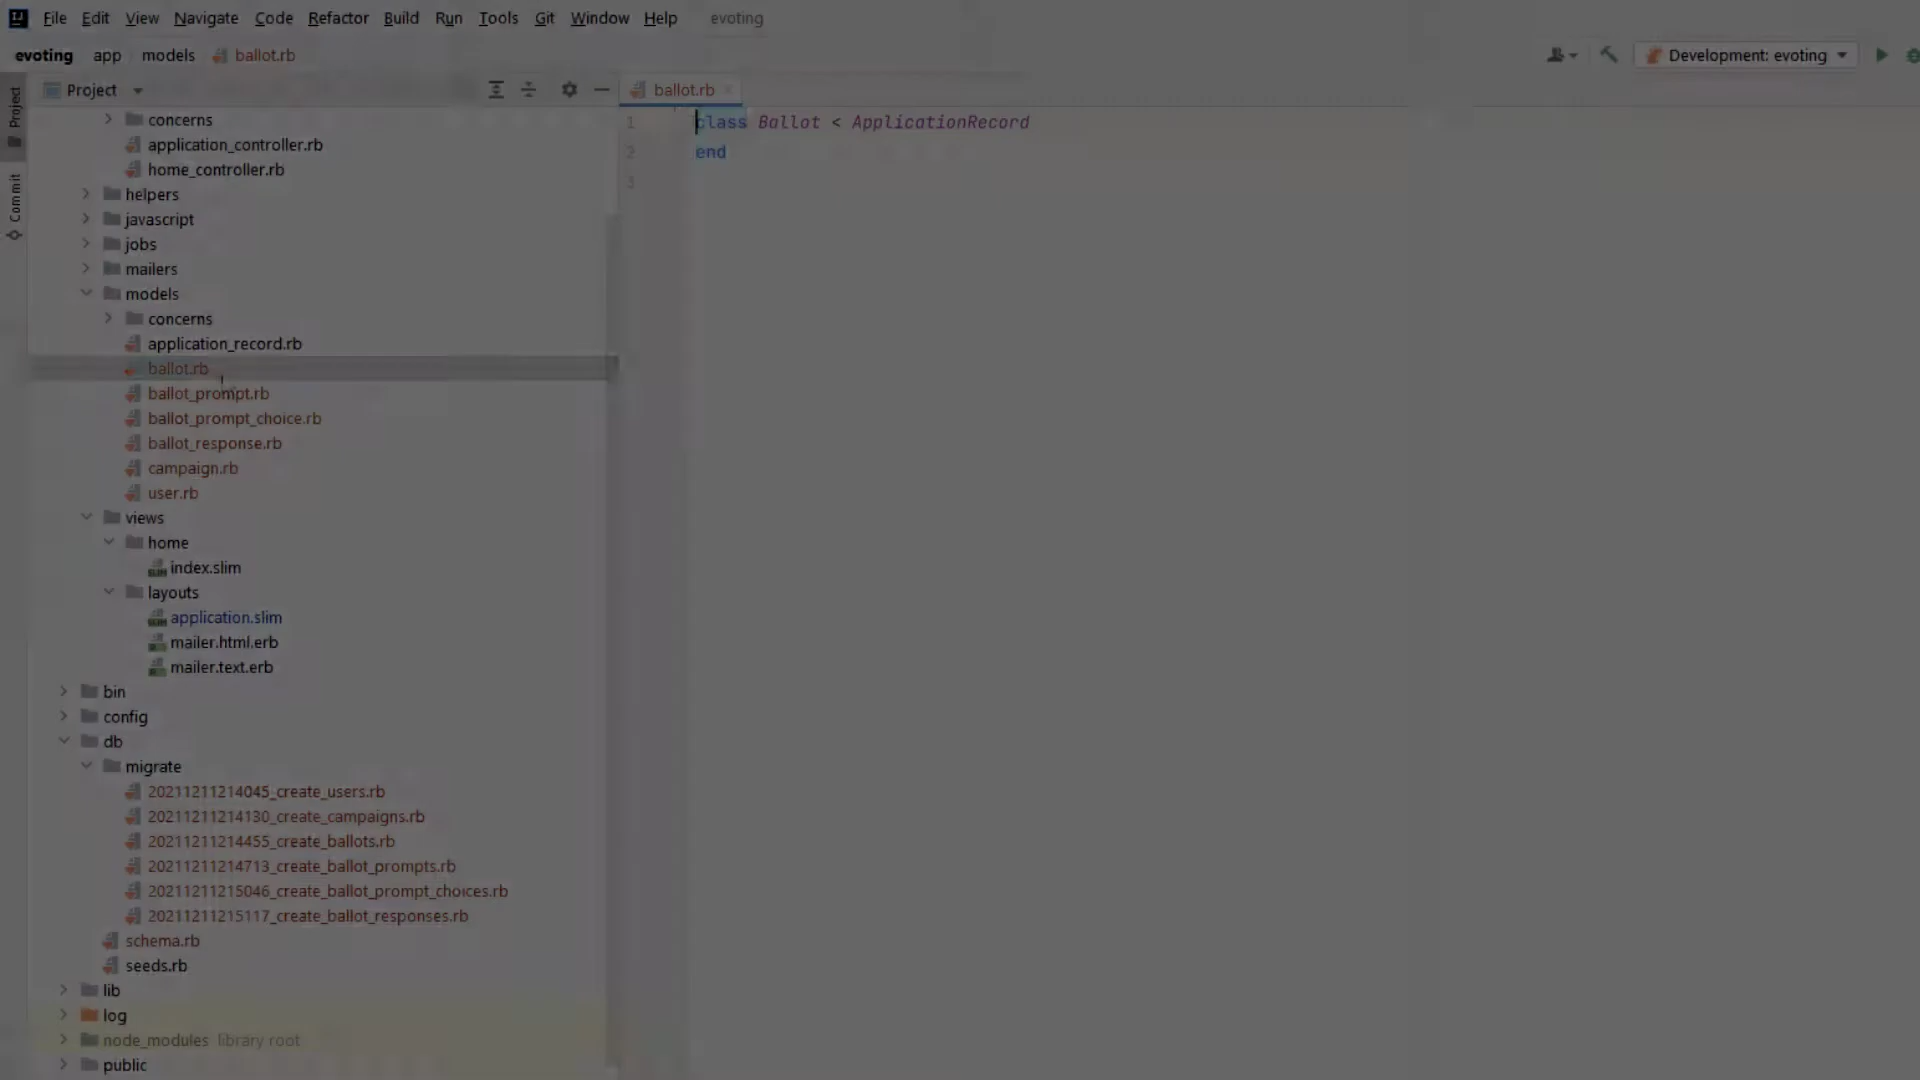 File Edit View Navigate Code Refactor Build Run Tools Git Window Help evoting
evoting app models ballot.rb Development: evoting
Project Project ballot.rb
Commit
concerns
application_controller.rb
home_controller.rb
helpers
javascript
jobs
mailers
models
concerns
application_record.rb
ballot.rb
ballot_prompt.rb
ballot_prompt_choice.rb
ballot_response.rb
campaign.rb
user.rb
views
home
index.slim
layouts
application.slim
mailer.html.erb
mailer.text.erb
bin
config
db
migrate
20211211214045_create_users.rb
20211211214130_create_campaigns.rb
20211211214455_create_ballots.rb
20211211214713_create_ballot_prompts.rb
20211211215046_create_ballot_prompt_choices.rb
20211211215117_create_ballot_responses.rb
schema.rb
seeds.rb
lib
log
node_modules library root
public
1 class Ballot < ApplicationRecord
2 end
3